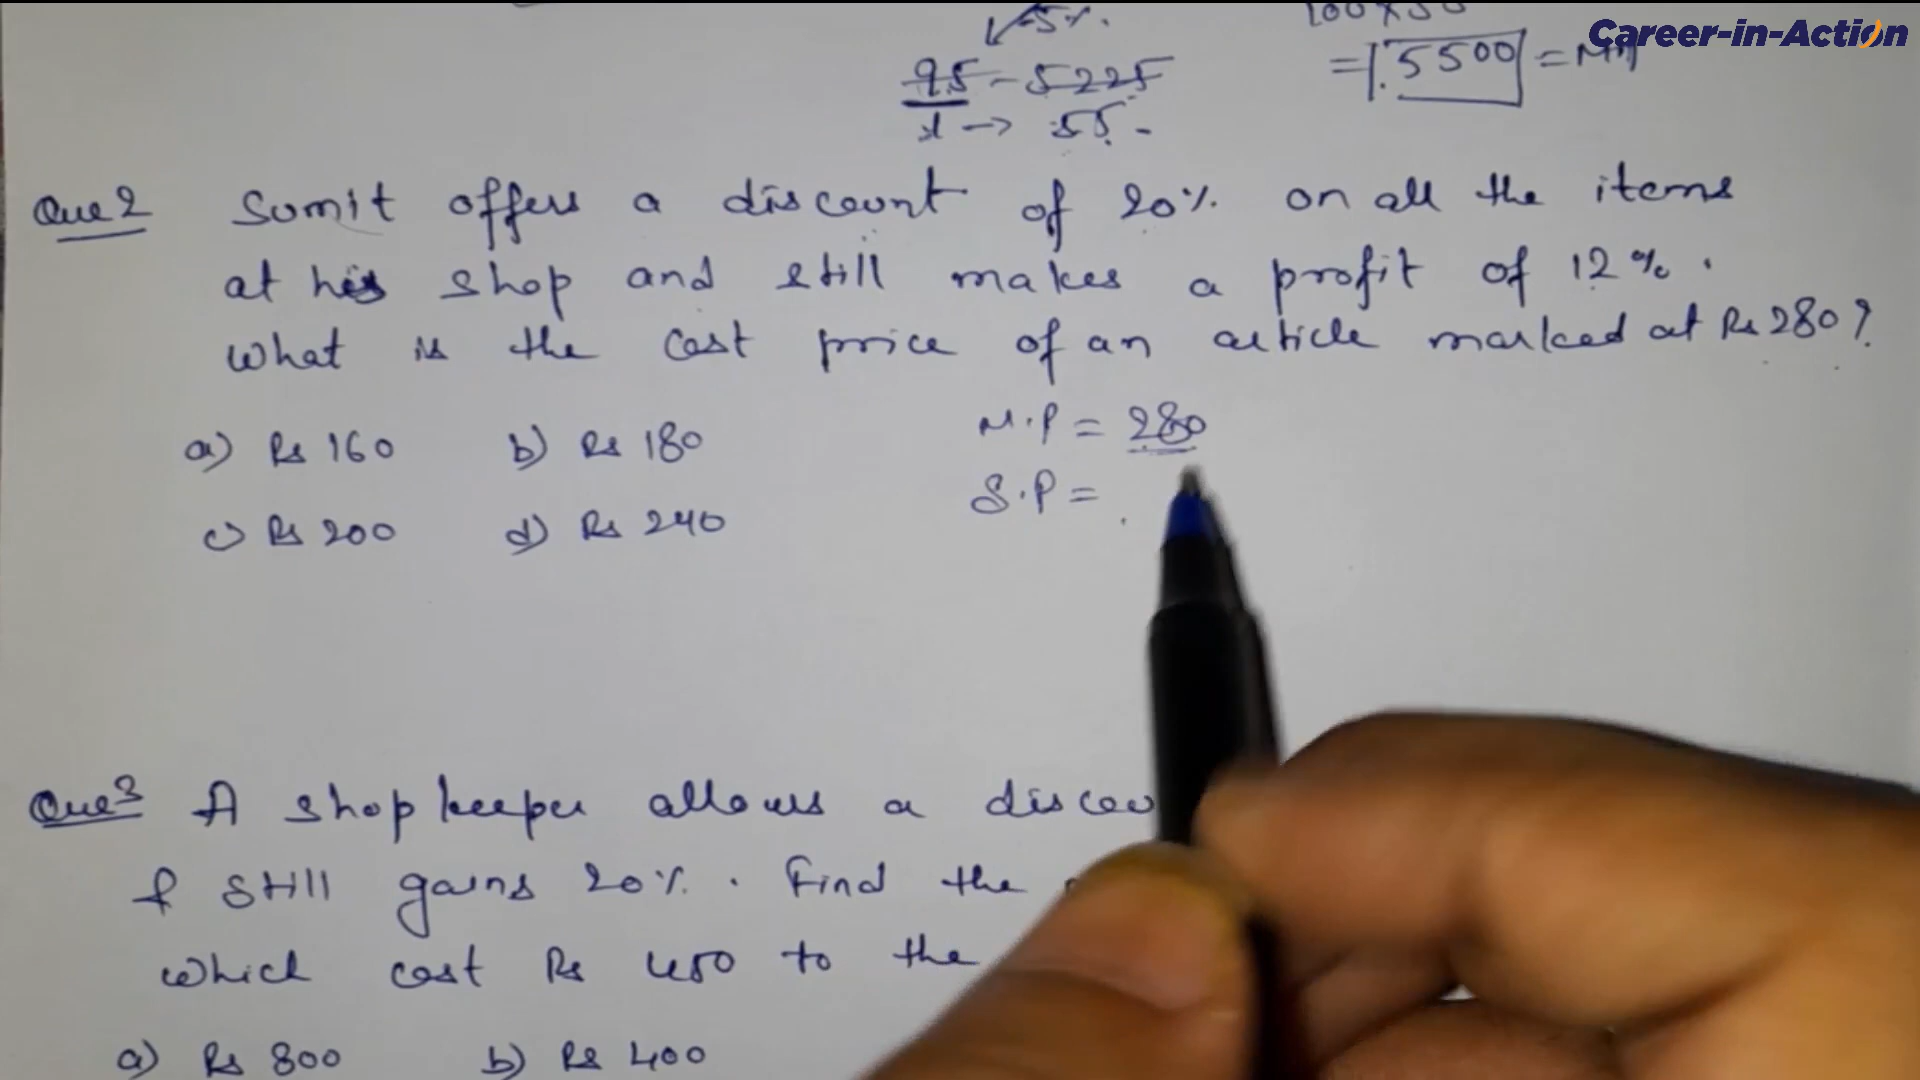 5%.
100×50
Career-in-Action
95 - 5225
= 5500 = MP
1 → 55.
Que 2 Sumit offers a discount of 20% on all the items
at his shop and still makes a profit of 12%.
What is the cost price of an article marked at Rs 280?
M.P = 280
a) Rs 160 b) Rs 180
S.P =
c) Rs 200 d) Rs 240
Que 3 A shopkeeper allows a
& still gains 20%. Find the
which cost Rs 450 to the
a) Rs 800 b) Rs 400